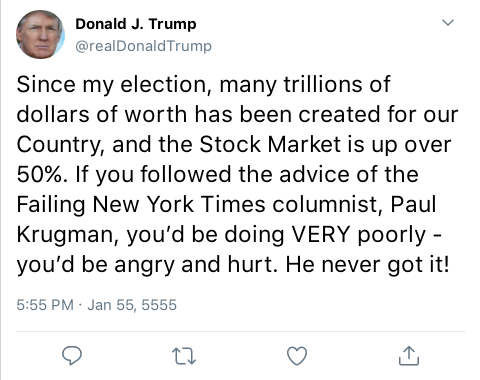 Donald J. Trump
@realDonaldTrump
Since my election, many trillions of
dollars of worth has been created for our
Country, and the Stock Market is up over
50%. If you followed the advice of the
Failing New York Times columnist, Paul
Krugman, you’d be doing VERY poorly -
you’d be angry and hurt. He never got it!
5:55 PM · Jan 55, 5555